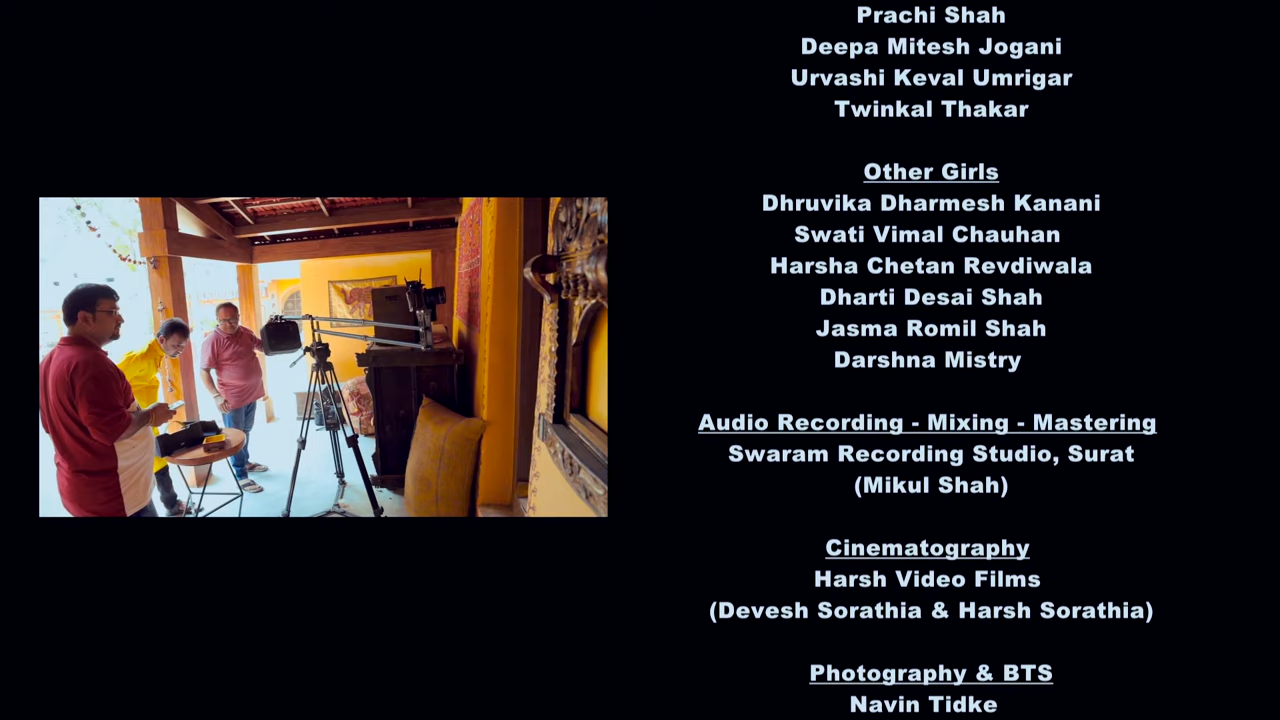 Prachi Shah
Deepa Mitesh Jogani
Urvashi Keval Umrigar
Twinkal Thakar
Other Girls
Dhruvika Dharmesh Kanani
Swati Vimal Chauhan
Harsha Chetan Revdiwala
Dharti Desai Shah
Jasma Romil Shah
Darshna Mistry
Audio Recording - Mixing - Mastering
Swaram Recording Studio, Surat
(Mikul Shah)
Cinematography
Harsh Video Films
(Devesh Sorathia & Harsh Sorathia)
Photography & BTS
Navin Tidke